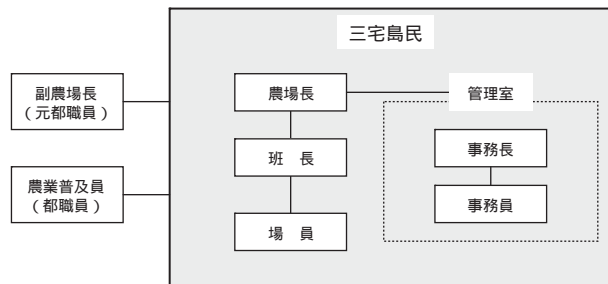 三宅島民
副農場長
(元都職員)
農業普及員
(都職員)
農場長
班 長
場 員
管理室
事務長
事務員